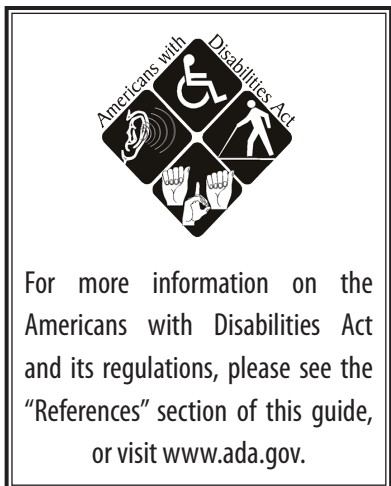 Americans with Disabilities Act
For more information on the
Americans with Disabilities Act
and its regulations, please see the
“References” section of this guide,
or visit www.ada.gov.